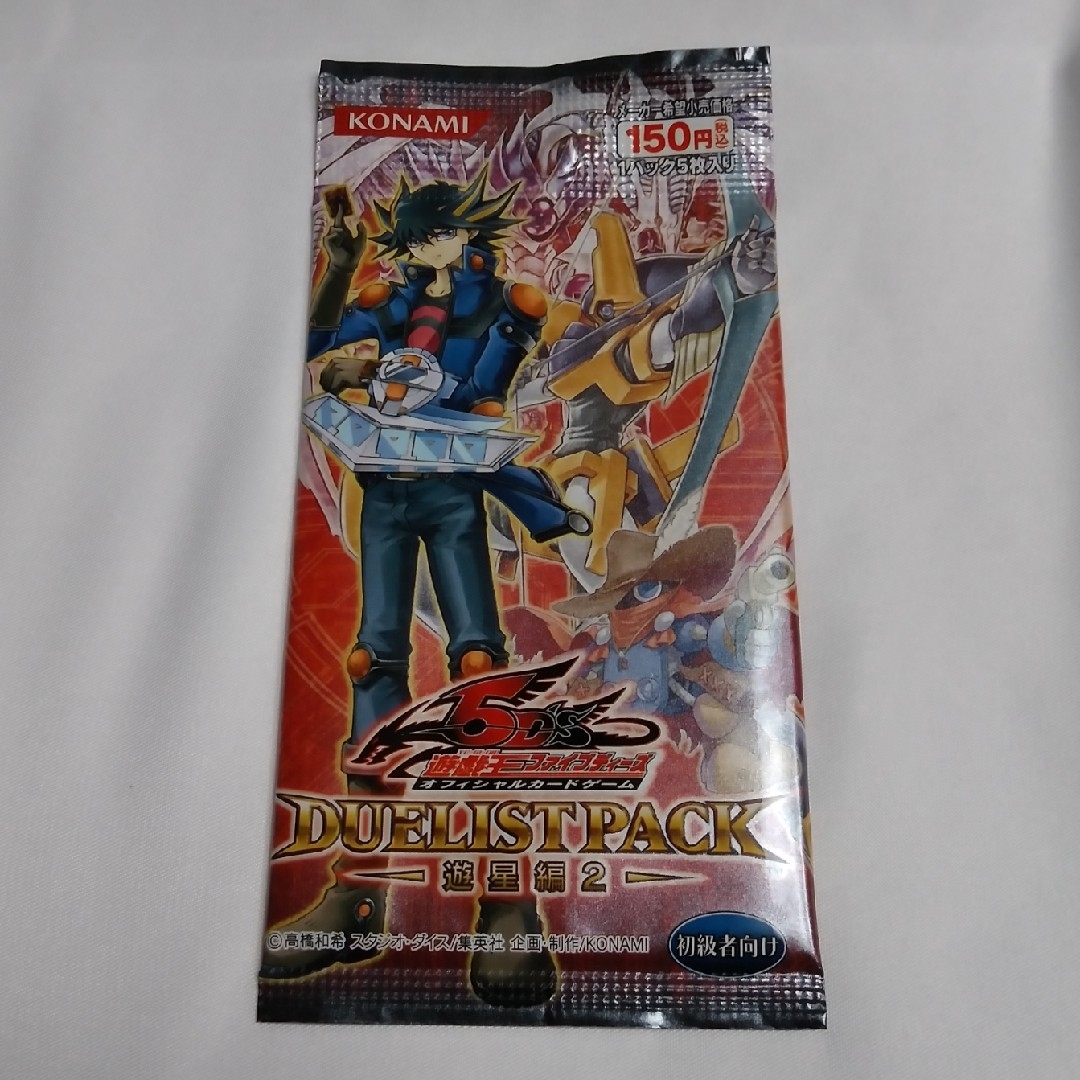 KONAMI
メーカー希望小売価格
150円(税込)
1パック5枚入り
5D's
遊戯王ファイブディーズ
オフィシャルカードゲーム
DUELIST PACK
遊星編2
©高橋和希 スタジオ・ダイス/集英社 企画・制作/KONAMI
初級者向け